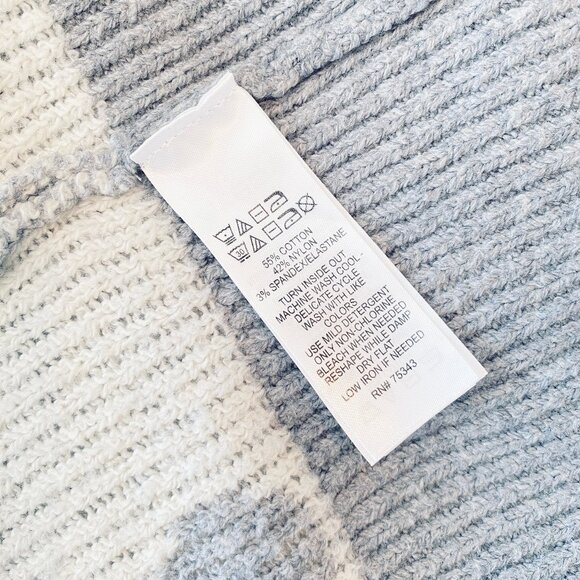 30
55% COTTON
42% NYLON
3% SPANDEX/ELASTANE
TURN INSIDE OUT
MACHINE WASH COOL-
DELICATE CYCLE
WASH WITH LIKE
COLORS
USE MILD DETERGENT
ONLY NON-CHLORINE
BLEACH WHEN NEEDED
RESHAPE WHILE DAMP
DRY FLAT
LOW IRON IF NEEDED
RN# 75343